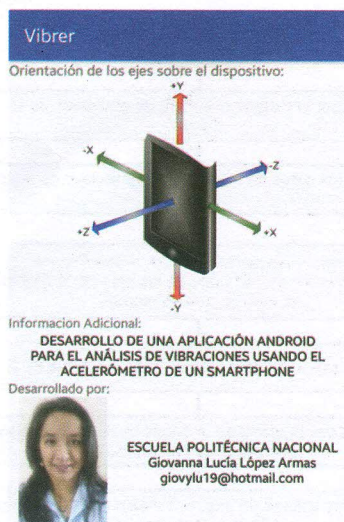 Vibrer
Orientación de los ejes sobre el dispositivo:
+Y
-X
-Z
+Z
+X
-Y
Informacion Adicional:
DESARROLLO DE UNA APLICACIÓN ANDROID
PARA EL ANÁLISIS DE VIBRACIONES USANDO EL
ACELERÓMETRO DE UN SMARTPHONE
Desarrollado por:
ESCUELA POLITÉCNICA NACIONAL
Giovanna Lucía López Armas
giovylu19@hotmail.com